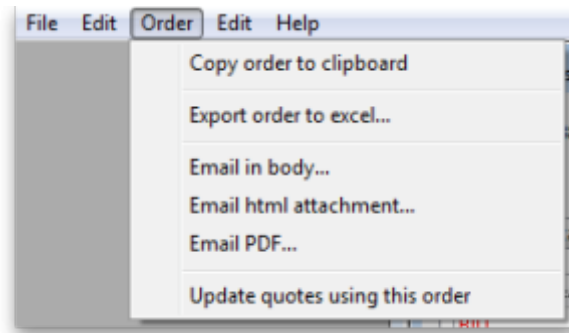 File Edit Order Edit Help
Copy order to clipboard
Export order to excel...
Email in body...
Email html attachment...
Email PDF...
Update quotes using this order